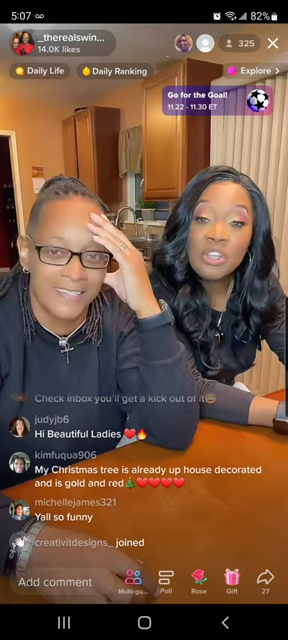 5:07
82%
_therealswin...
14.0K likes
325
Daily Life
Daily Ranking
Explore >
Go for the Goal!
11.22 - 11.30 ET
Check inbox you'll get a kick out of it
judyjb6
Hi Beautiful Ladies❤️🔥
kimfuqua906
My Christmas tree is already up house decorated
and is gold and red🎄❤️❤️❤️❤️❤️
michellejames321
Yall so funny
creativitdesigns_ joined
Add comment
Multi-gu...
Poll
Rose
Gift
27